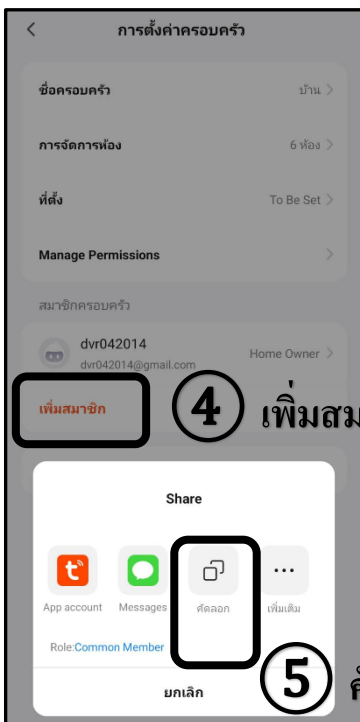 การตั้งค่าครอบครัว
ชื่อครอบครัว บ้าน
การจัดการห้อง 6 ห้อง
ที่ตั้ง To Be Set
Manage Permissions
สมาชิกครอบครัว
dvr042014
dvr042014@gmail.com Home Owner
เพิ่มสมาชิก 4 เพิ่มสม
Share
App account Messages คัดลอก เพิ่มเติม
Role:Common Member
ยกเลิก 5